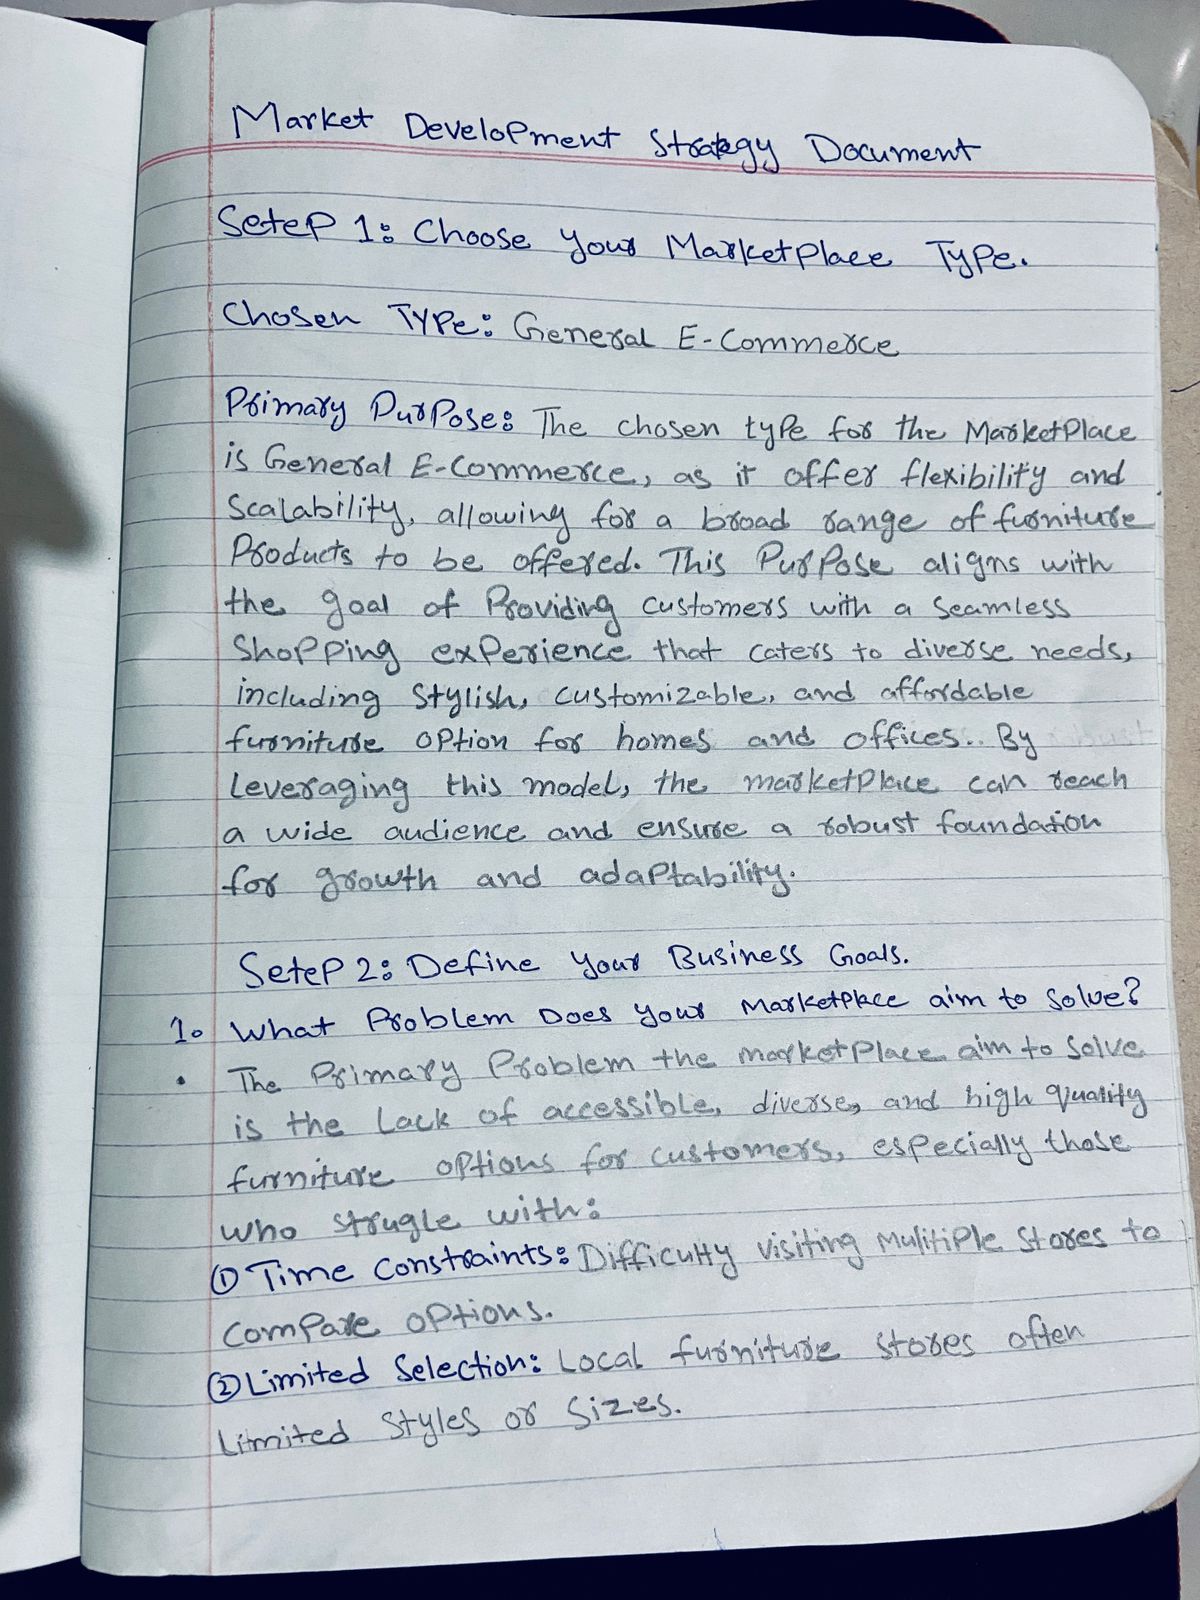 Market Development Strategy Document
Setep 1: Choose your Marketplace Type.
Chosen Type: General E-Commerce
Primary Purpose: The chosen type for the Marketplace
is General E-Commerce, as it offer flexibility and
Scalability, allowing for a broad range of furniture
Products to be offered. This Purpose aligns with
the goal of Providing customers with a seamless
Shopping experience that caters to diverse needs,
including stylish, customizable, and affordable
furniture option for homes and offices.. By
Leveraging this model, the marketplace can reach
a wide audience and ensure a robust foundation
for growth and adaptability.
Setep 2: Define your Business Goals.
1. What Problem Does your Marketplace aim to solve?
• The Primary Problem the marketplace aim to solve
is the Lack of accessible, diverse, and high quality
furniture options for customers, especially those
who strugle with:
① Time constraints: Difficulty visiting Mulitiple stores to
compare options.
② Limited Selection: Local furniture stores often
Limited styles or sizes.